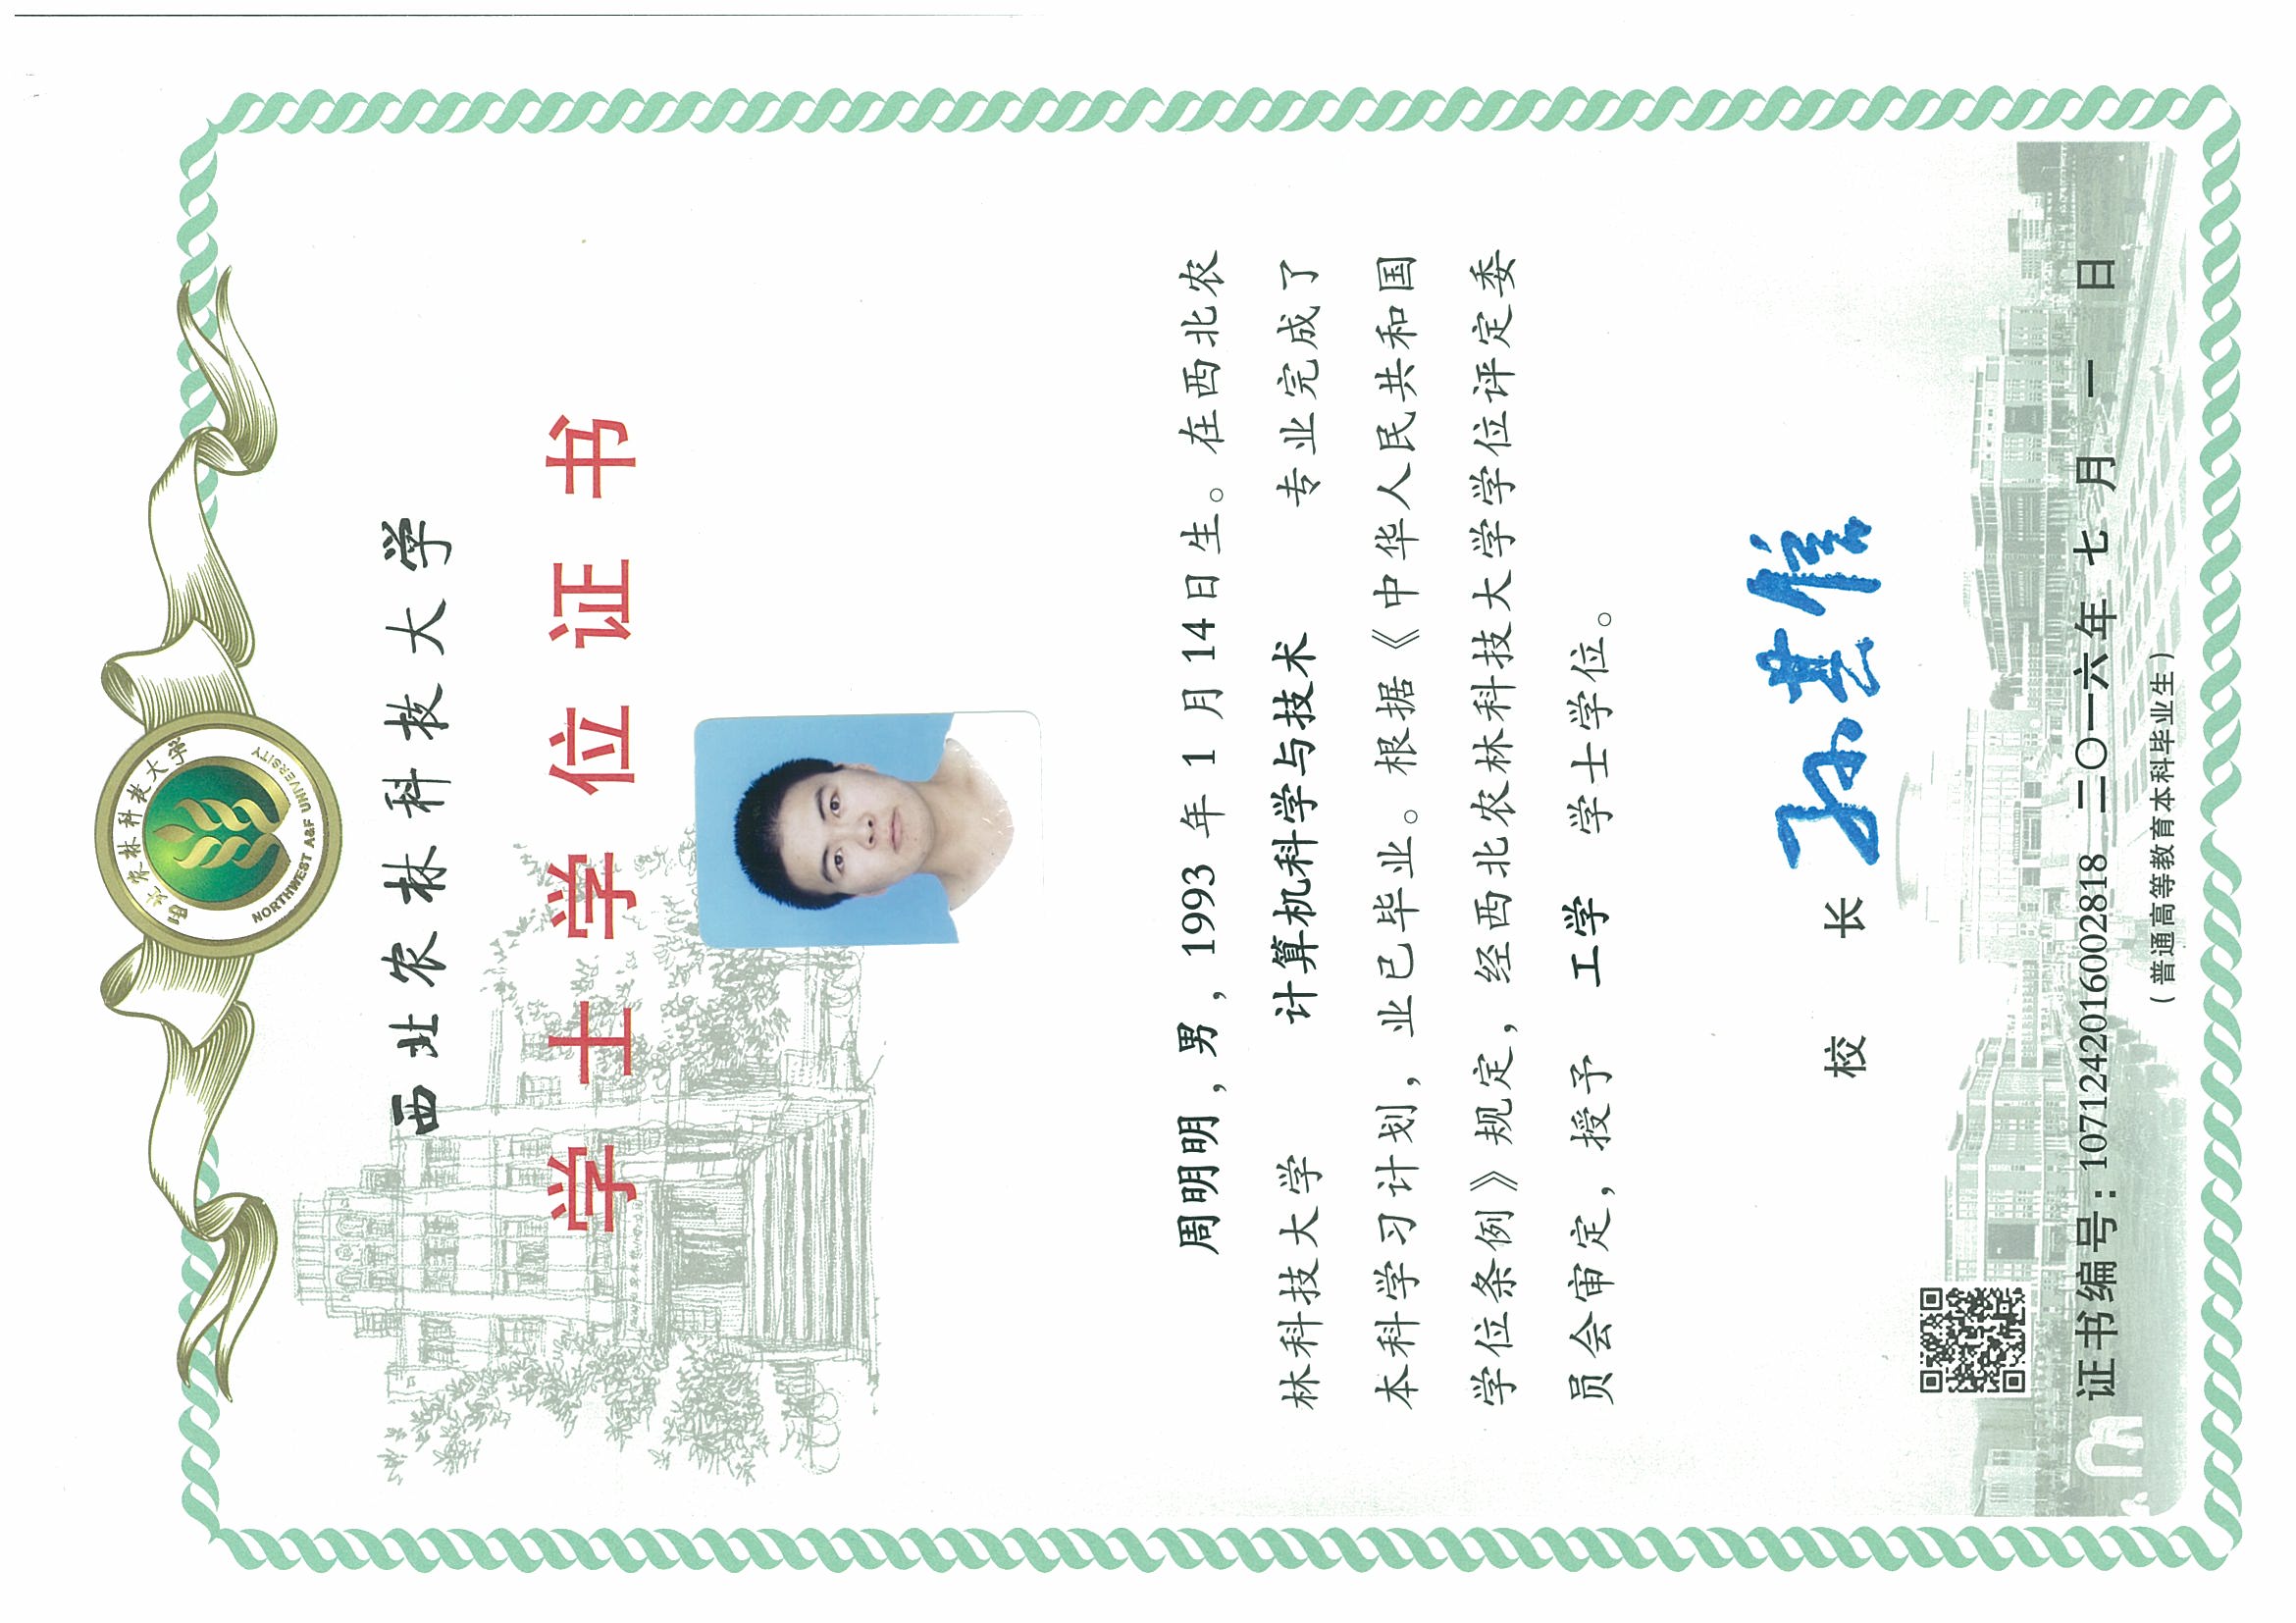 西北农林科技大学
NORTHWEST A&F UNIVERSITY
西北农林科技大学
学士学位证书
周明明，男，1993 年 1 月 14 日生。在西北农
林科技大学 计算机科学与技术 专业完成了
本科学习计划，业已毕业。根据《中华人民共和国
学位条例》规定，经西北农林科技大学学位评定委
员会审定，授予 工学 学士学位。
校 长 孙其信
证书编号：1071242016002818 二〇一六年 七 月 一 日
（普通高等教育本科毕业生）